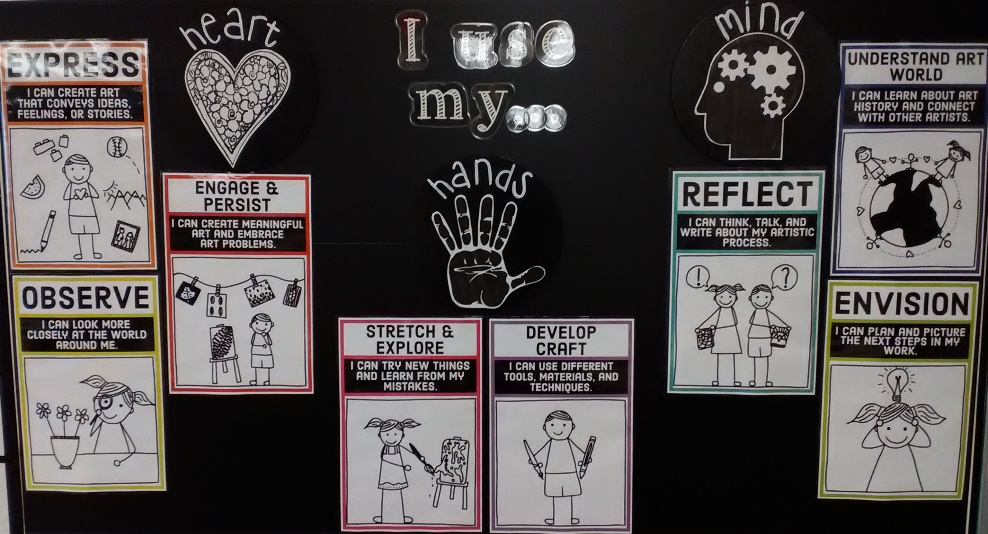 I use
my...
heart
EXPRESS
I CAN CREATE ART
THAT CONVEYS IDEAS,
FEELINGS, OR STORIES.
OBSERVE
I CAN LOOK MORE
CLOSELY AT THE WORLD
AROUND ME.
ENGAGE &
PERSIST
I CAN CREATE MEANINGFUL
ART AND EMBRACE
ART PROBLEMS.
hands
STRETCH &
EXPLORE
I CAN TRY NEW THINGS
AND LEARN FROM MY
MISTAKES.
DEVELOP
CRAFT
I CAN USE DIFFERENT
TOOLS, MATERIALS, AND
TECHNIQUES.
mind
REFLECT
I CAN THINK, TALK, AND
WRITE ABOUT MY ARTISTIC
PROCESS.
! ?
UNDERSTAND ART
WORLD
I CAN LEARN ABOUT ART
HISTORY AND CONNECT
WITH OTHER ARTISTS.
ENVISION
I CAN PLAN AND PICTURE
THE NEXT STEPS IN MY
WORK.